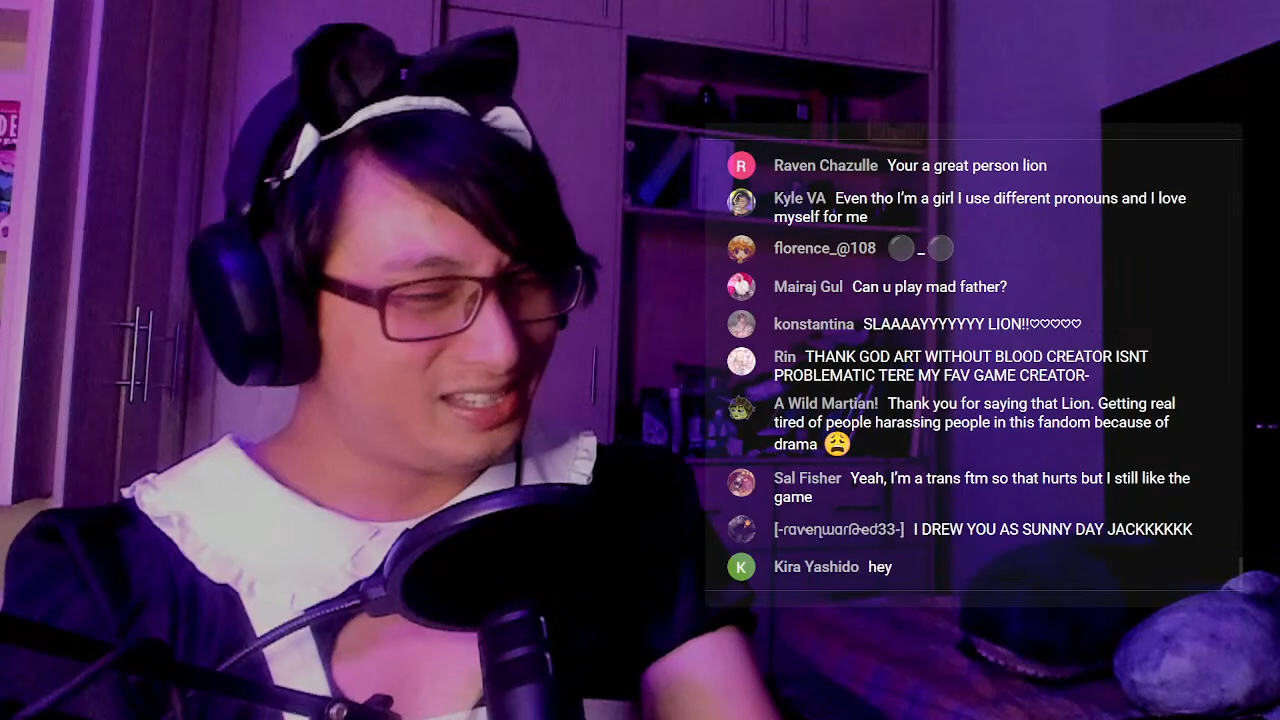 DE
Raven Chazulle Your a great person lion
Kyle VA Even tho I'm a girl I use different pronouns and I love
myself for me
florence_@108 _
Mairaj Gul Can u play mad father?
konstantina SLAAAAYYYYYYY LION!!♡♡♡♡♡
Rin THANK GOD ART WITHOUT BLOOD CREATOR ISNT
PROBLEMATIC TERE MY FAV GAME CREATOR-
A Wild Martian! Thank you for saying that Lion. Getting real
tired of people harassing people in this fandom because of
drama 😩
Sal Fisher Yeah, I'm a trans ftm so that hurts but I still like the
game
I DREW YOU AS SUNNY DAY JACKKKKKK
K Kira Yashido hey